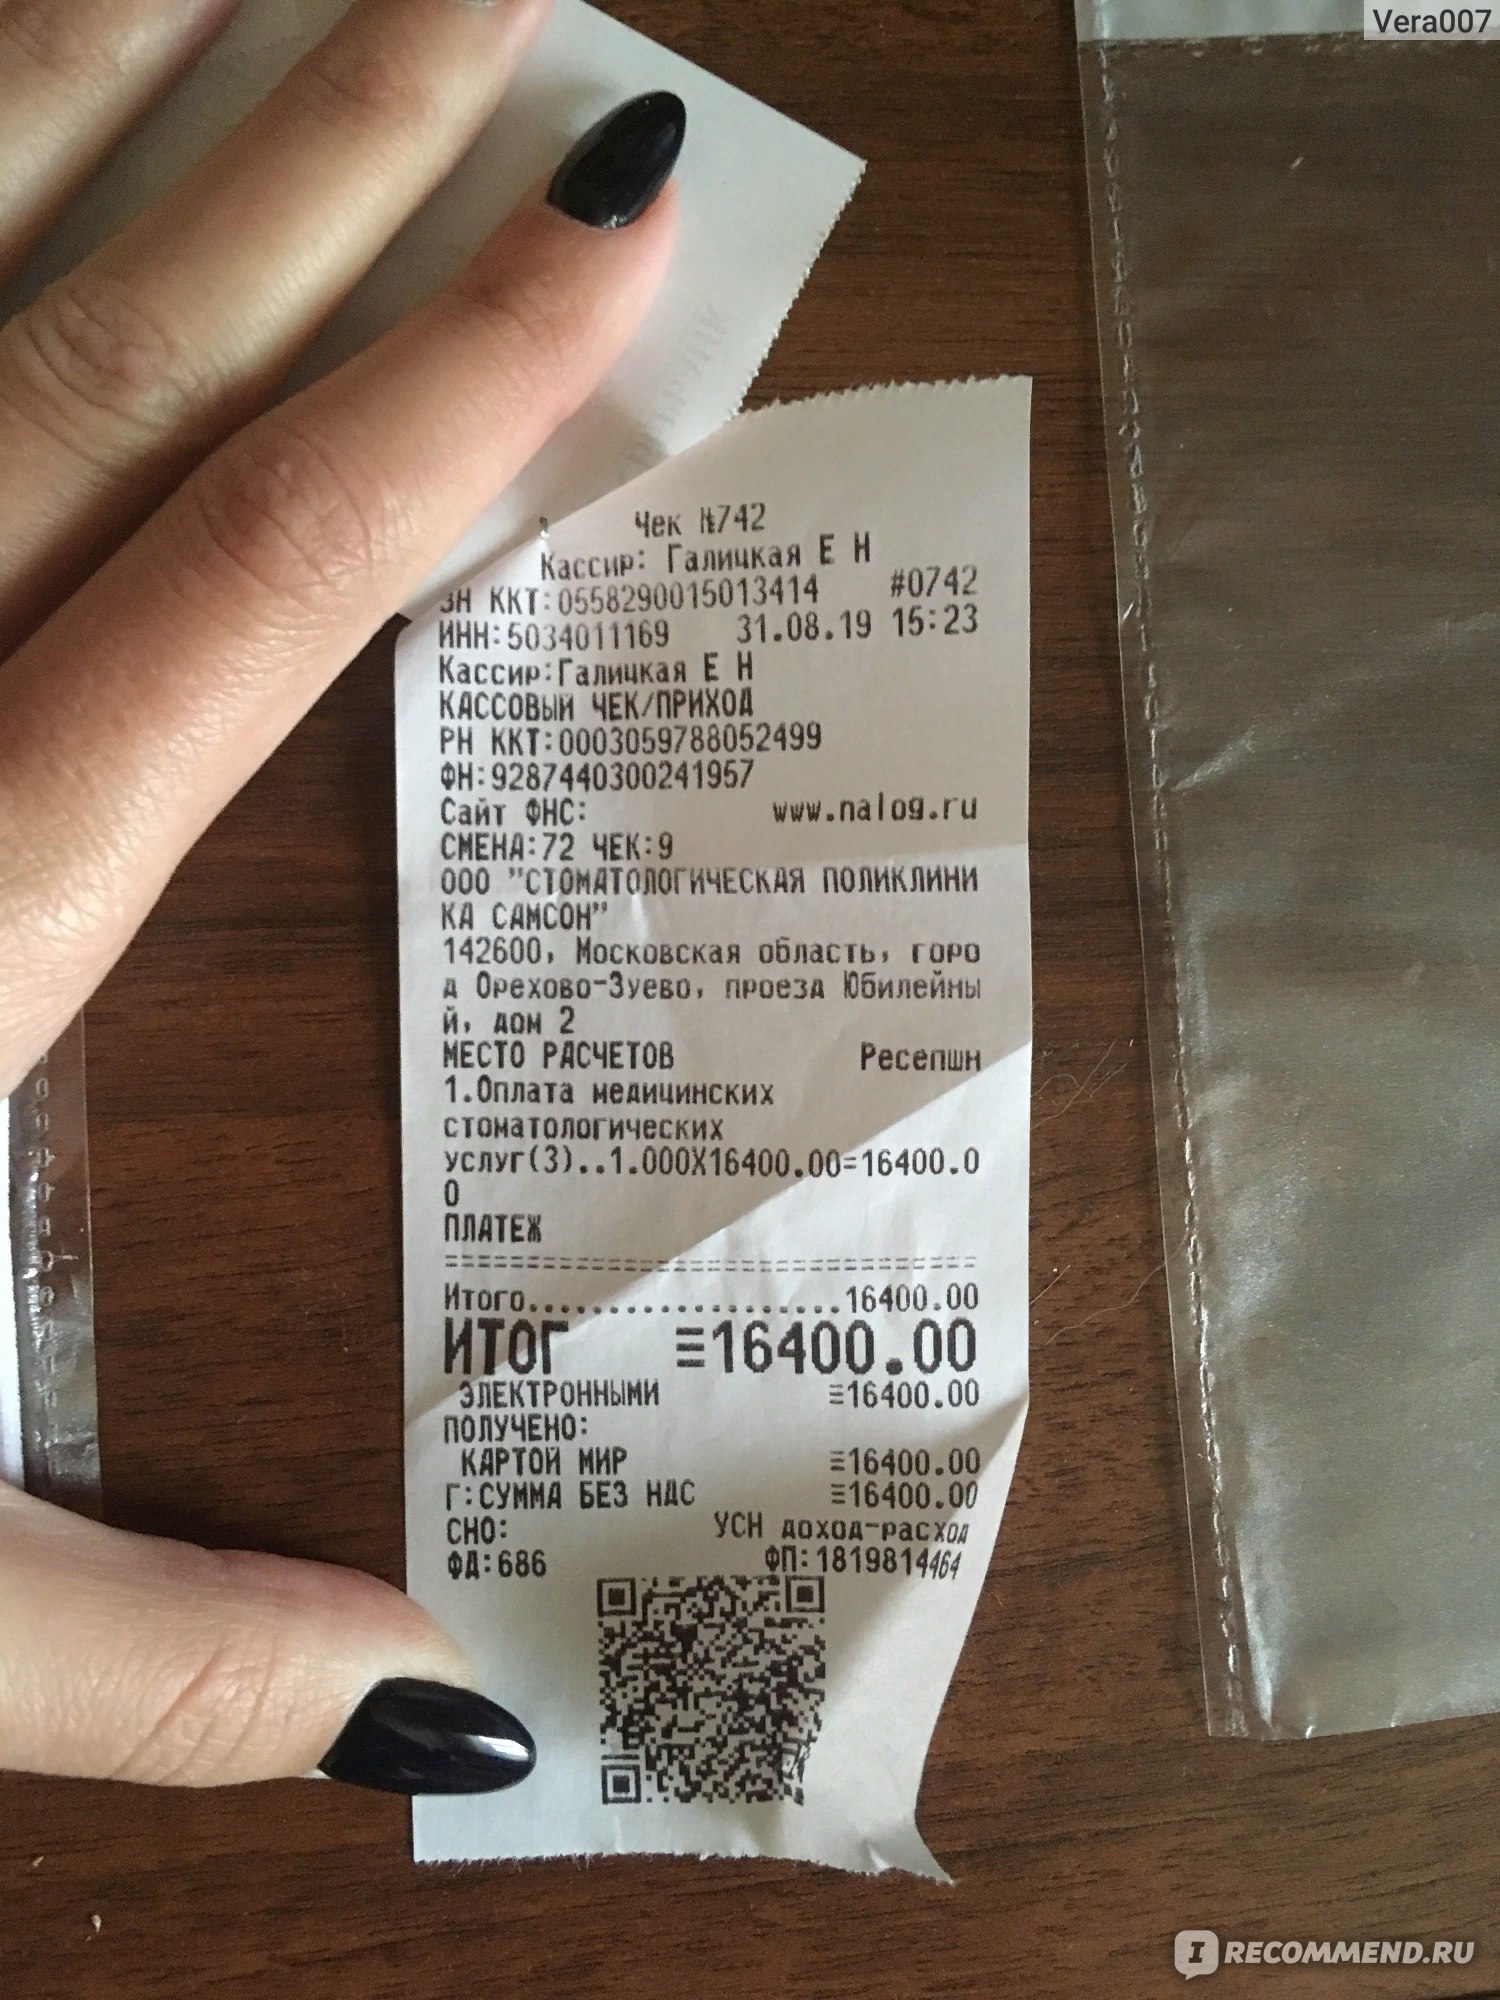 Vera007
Чек №742
Кассир: Галицкая Е Н
ЗН ККТ:0558290015013414 #0742
ИНН:5034011169 31.08.19 15:23
Кассир:Галицкая Е Н
КАССОВЫЙ ЧЕК/ПРИХОД
РН ККТ:0003059788052499
ФН:9287440300241957
Сайт ФНС: www.nalog.ru
СМЕНА:72 ЧЕК:9
ООО "СТОМАТОЛОГИЧЕСКАЯ ПОЛИКЛИНИ
КА САМСОН"
142600, Московская область, горо
д Орехово-Зуево, проезд Юбилейны
й, дом 2
МЕСТО РАСЧЕТОВ Ресепшн
1.Оплата медицинских
стоматологических
услуг(3)..1.000X16400.00=16400.0
0
ПЛАТЕЖ
Итого...................16400.00
ИТОГ ≡16400.00
ЭЛЕКТРОННЫМИ ≡16400.00
ПОЛУЧЕНО:
КАРТОЙ МИР ≡16400.00
Г:СУММА БЕЗ НДС ≡16400.00
СНО: УСН доход-расход
ФД:686 ФП:1819814464
I RECOMMEND.RU